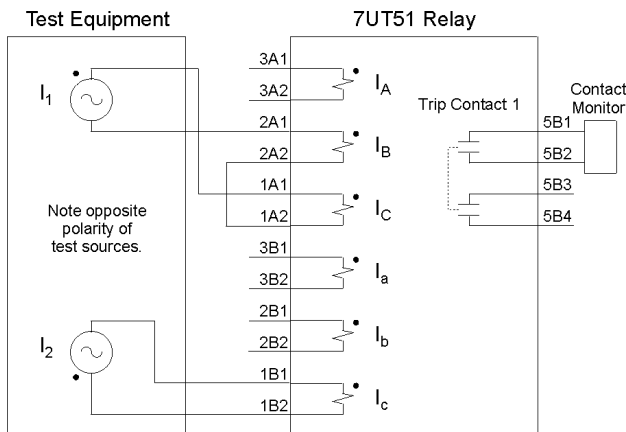 Test Equipment
7UT51 Relay
I1
3A1
3A2
IA
2A1
2A2
IB
1A1
1A2
IC
Note opposite
polarity of
test sources.
3B1
3B2
Ia
2B1
2B2
Ib
I2
1B1
1B2
Ic
Trip Contact 1
Contact
Monitor
5B1
5B2
5B3
5B4